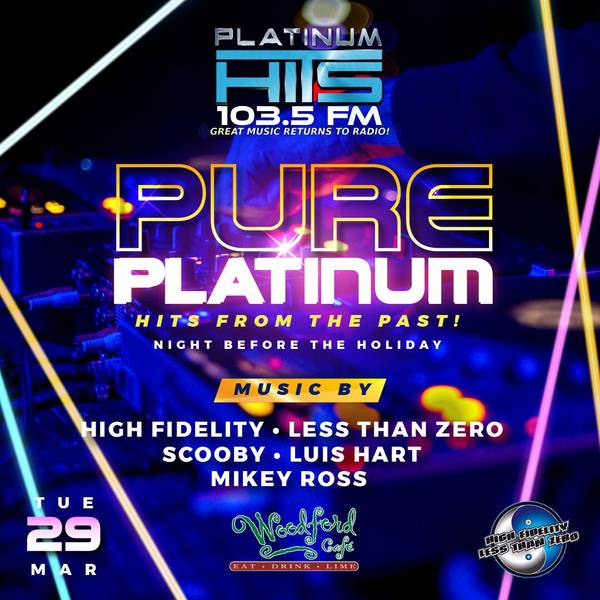 PLATINUM
HITS
103.5 FM
GREAT MUSIC RETURNS TO RADIO!
PURE
PLATINUM
HITS FROM THE PAST!
NIGHT BEFORE THE HOLIDAY
MUSIC BY
HIGH FIDELITY • LESS THAN ZERO
SCOOBY • LUIS HART
MIKEY ROSS
TUE
29
MAR
Woodford
Cafe
EAT • DRINK • LIME
HIGH FIDELITY
LESS THAN ZERO